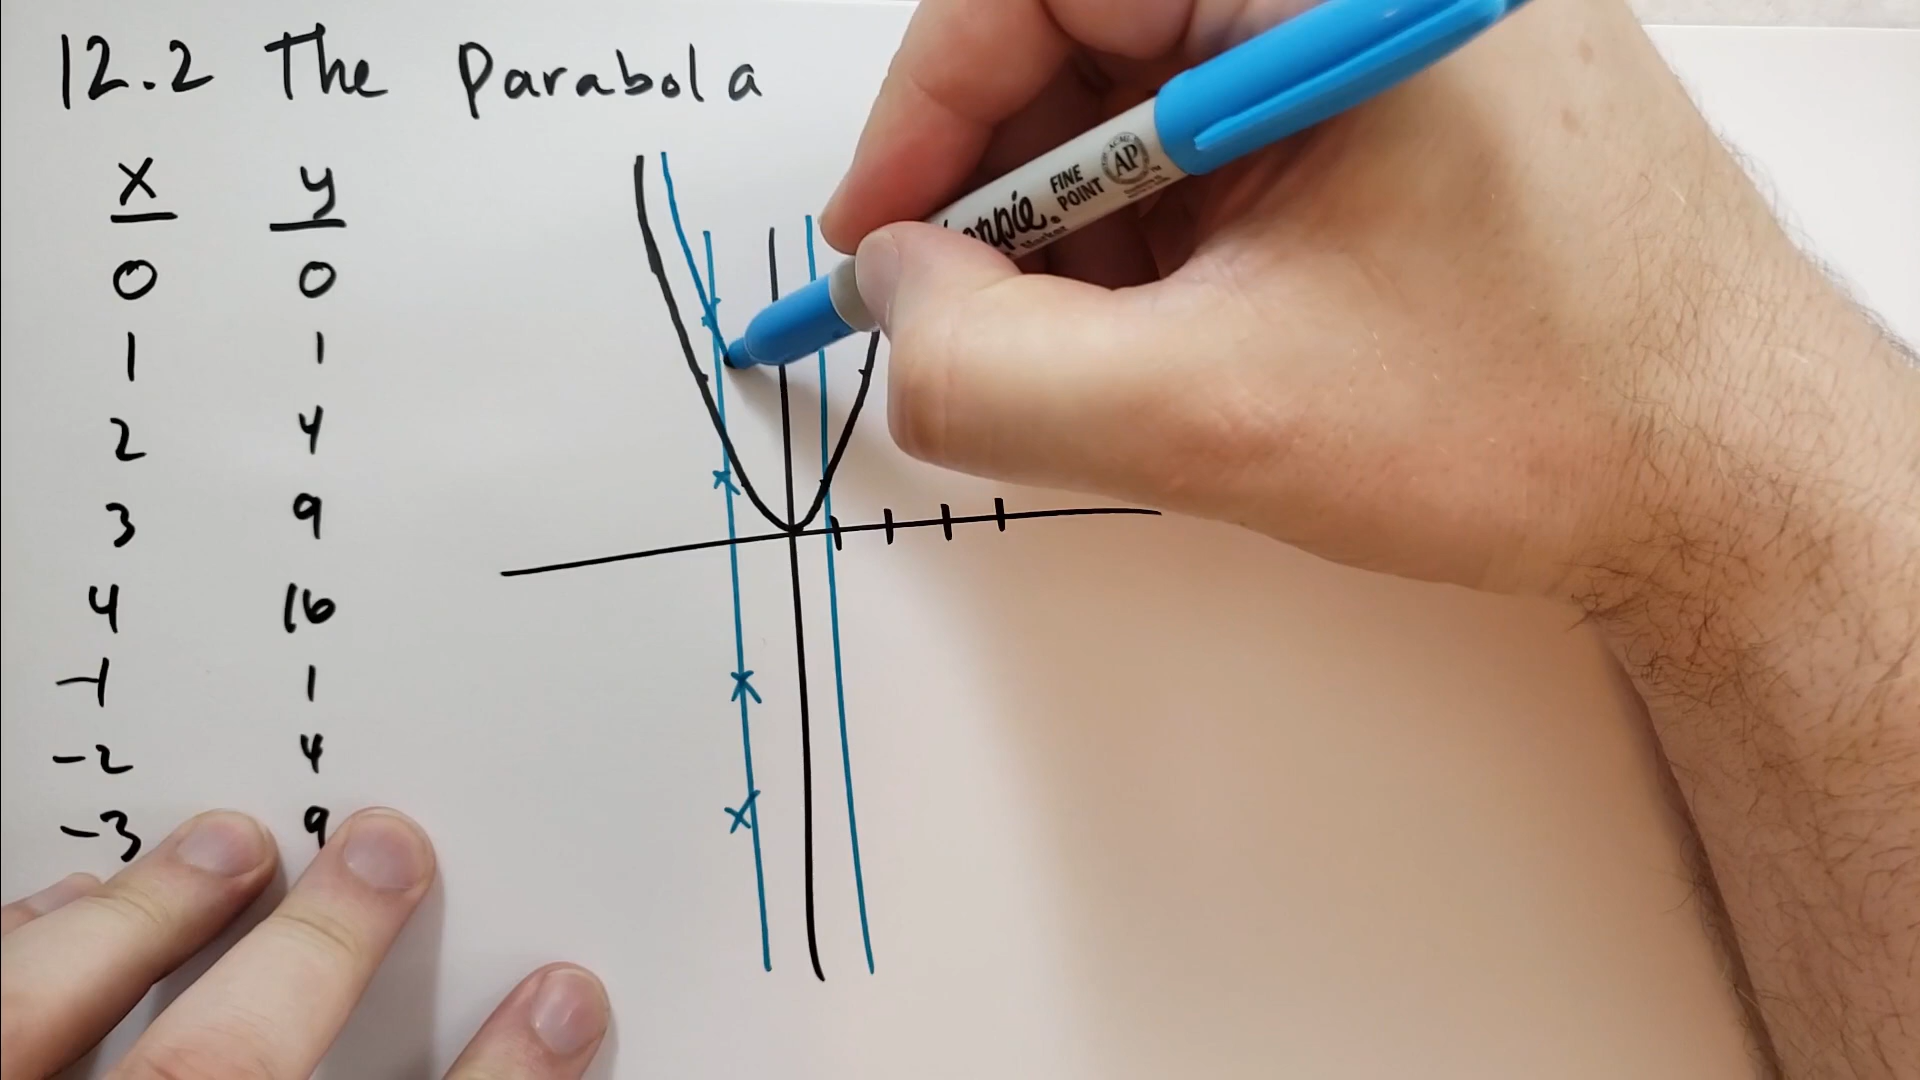 12.2 The Parabola
x y
0 0
1 1
2 4
3 9
4 16
-1 1
-2 4
-3 9
FINE
POINT
AP
Marker